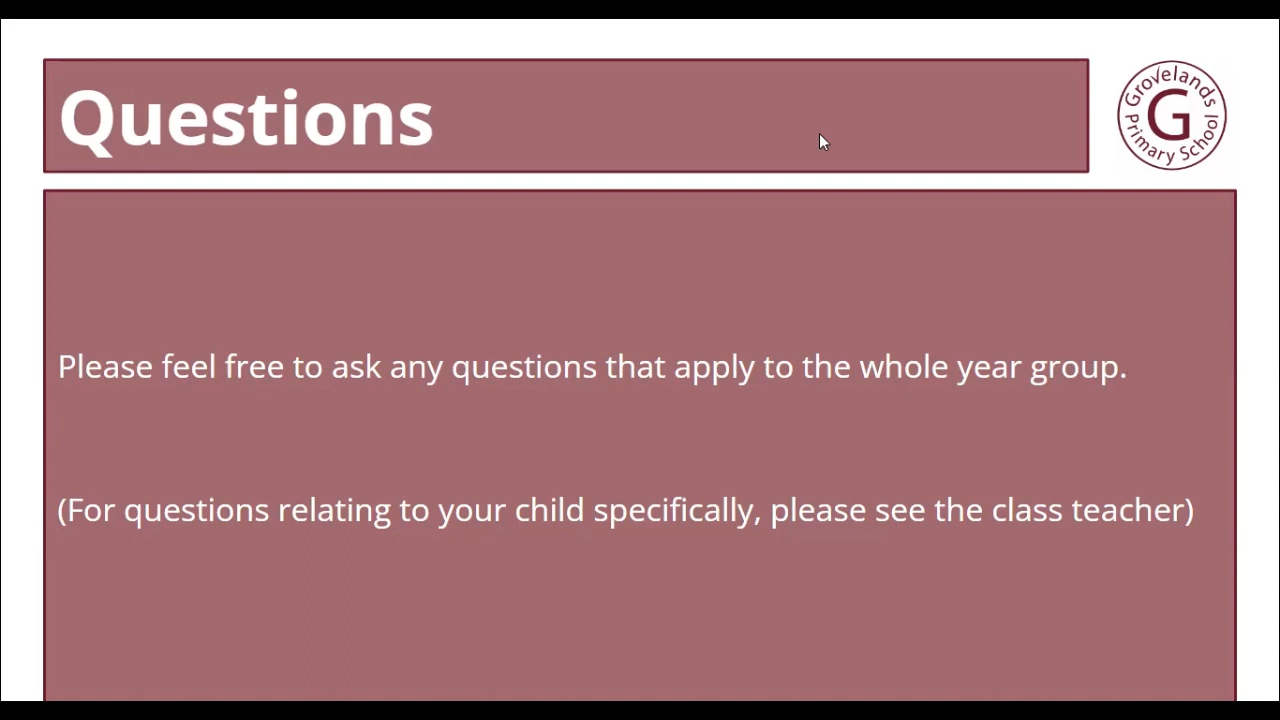 Questions
Grovelands
G
Primary School
Please feel free to ask any questions that apply to the whole year group.
(For questions relating to your child specifically, please see the class teacher)